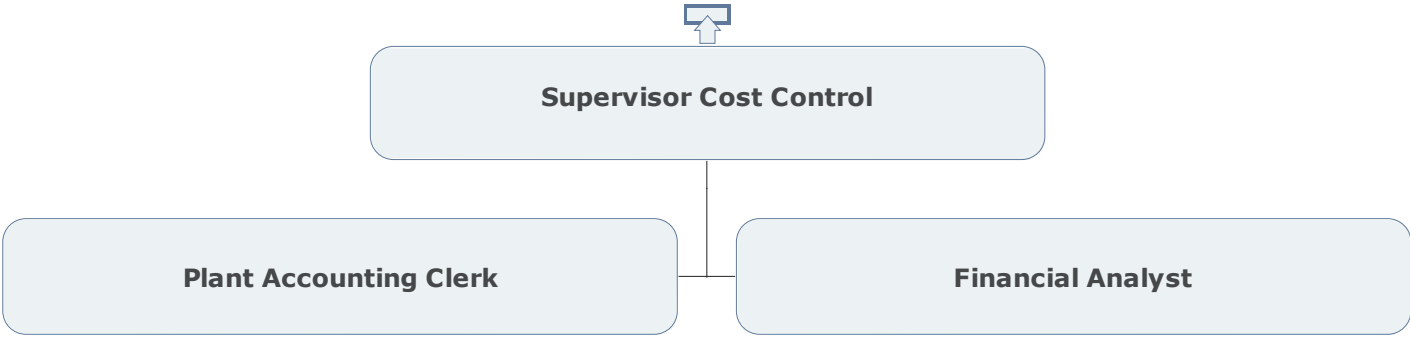 Supervisor Cost Control
Plant Accounting Clerk
Financial Analyst